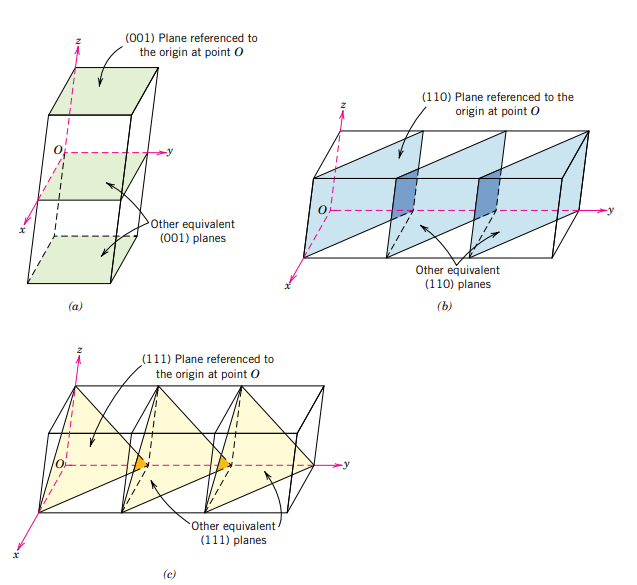 z
(001) Plane referenced to
the origin at point O
O
y
x
Other equivalent
(001) planes
(a)
z
(110) Plane referenced to the
origin at point O
O
y
x
Other equivalent
(110) planes
(b)
z
(111) Plane referenced to
the origin at point O
O
y
x
Other equivalent
(111) planes
(c)